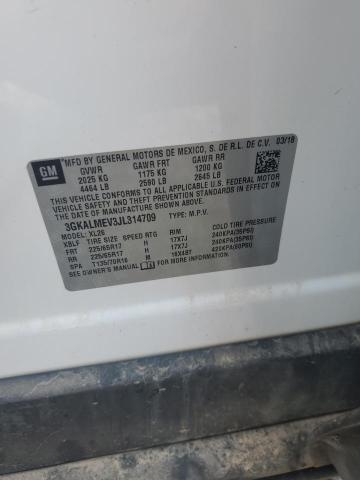 GM
MFD BY GENERAL MOTORS DE MEXICO, S. DE R.L. DE C.V. 03/18
GVWR GAWR FRT GAWR RR
2025 KG 1175 KG 1200 KG
4464 LB 2590 LB 2645 LB
THIS VEHICLE CONFORMS TO ALL APPLICABLE U.S. FEDERAL MOTOR
VEHICLE SAFETY, BUMPER, AND THEFT PREVENTION STANDARDS IN
EFFECT ON THE DATE OF MANUFACTURE SHOWN ABOVE.
3GKALMEV3JL314709 TYPE: M.P.V.
MODEL: XL26
XBLF TIRE SIZE SPEED RTG RIM COLD TIRE PRESSURE
FRT 225/65R17 H 17X7J 240KPA(35PSI)
RR 225/65R17 H 17X7J 240KPA(35PSI)
SPA T135/70R16 M 16X4BT 420KPA(60PSI)
SEE OWNER'S MANUAL